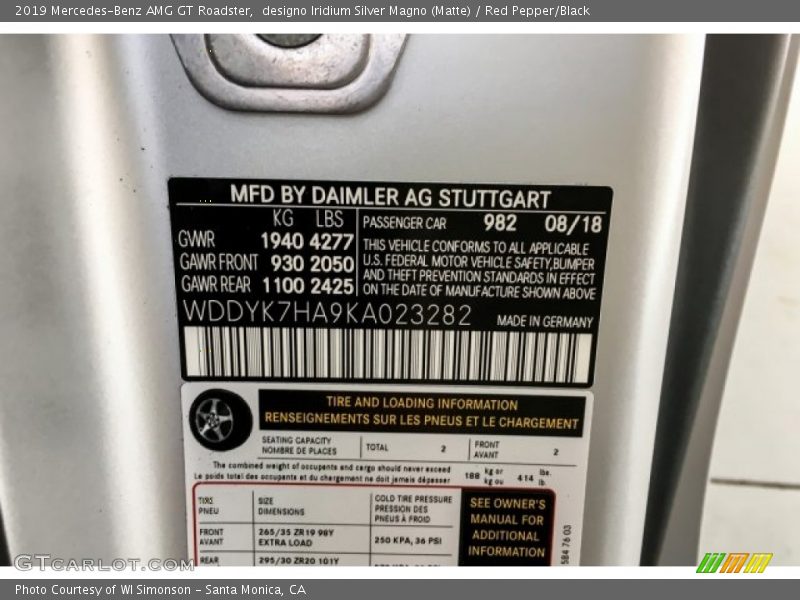 2019 Mercedes-Benz AMG GT Roadster, designo Iridium Silver Magno (Matte) / Red Pepper/Black
MFD BY DAIMLER AG STUTTGART
KG LBS
GWR 1940 4277
GAWR FRONT 930 2050
GAWR REAR 1100 2425
PASSENGER CAR 982 08/18
THIS VEHICLE CONFORMS TO ALL APPLICABLE
U.S. FEDERAL MOTOR VEHICLE SAFETY, BUMPER
AND THEFT PREVENTION STANDARDS IN EFFECT
ON THE DATE OF MANUFACTURE SHOWN ABOVE
WDDYK7HA9KA023282 MADE IN GERMANY
TIRE AND LOADING INFORMATION
RENSEIGNEMENTS SUR LES PNEUS ET LE CHARGEMENT
SEATING CAPACITY
NOMBRE DE PLACES
TOTAL 2
FRONT
AVANT 2
The combined weight of occupants and cargo should never exceed
Le poids total des occupants et du chargement ne doit jamais dépasser
188 kg or
kg ou
414 lbs.
lb.
TIRE
PNEU
SIZE
DIMENSIONS
COLD TIRE PRESSURE
PRESSION DES
PNEUS À FROID
FRONT
AVANT
265/35 ZR19 98Y
EXTRA LOAD
250 KPA, 36 PSI
REAR
295/30 ZR20 101Y
SEE OWNER'S
MANUAL FOR
ADDITIONAL
INFORMATION
584 76 03
GTcarlot.com
Photo Courtesy of WI Simonson - Santa Monica, CA